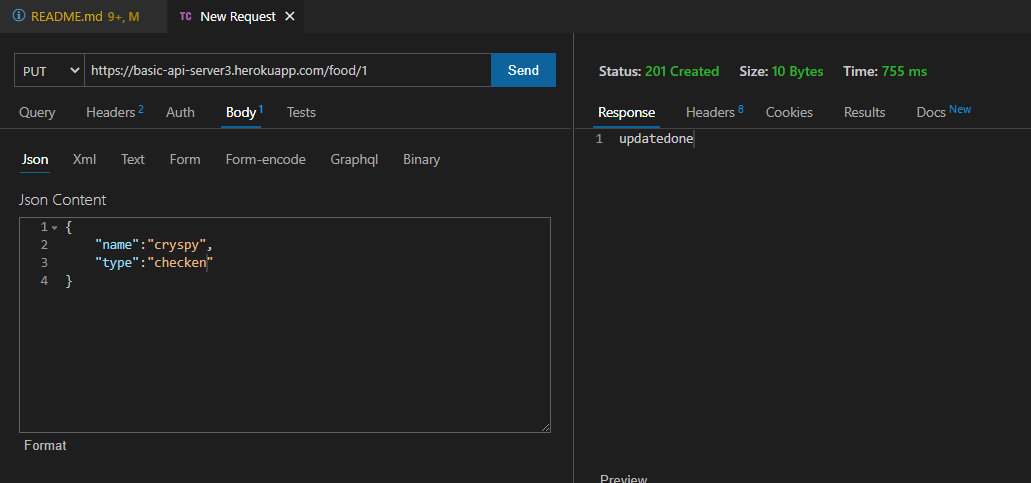 README.md 9+, M
TC New Request
PUT https://basic-api-server3.herokuapp.com/food/1 Send
Query Headers 2 Auth Body 1 Tests
Json Xml Text Form Form-encode Graphql Binary
Json Content
1 {
2 "name":"cryspy",
3 "type":"checken"
4 }
Format
Status: 201 Created Size: 10 Bytes Time: 755 ms
Response Headers 8 Cookies Results Docs New
1 updatedone
Preview